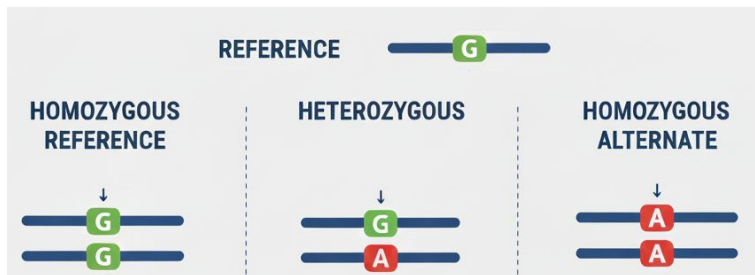 REFERENCE G
HOMOZYGOUS
REFERENCE
G
G
HETEROZYGOUS
G
A
HOMOZYGOUS
ALTERNATE
A
A